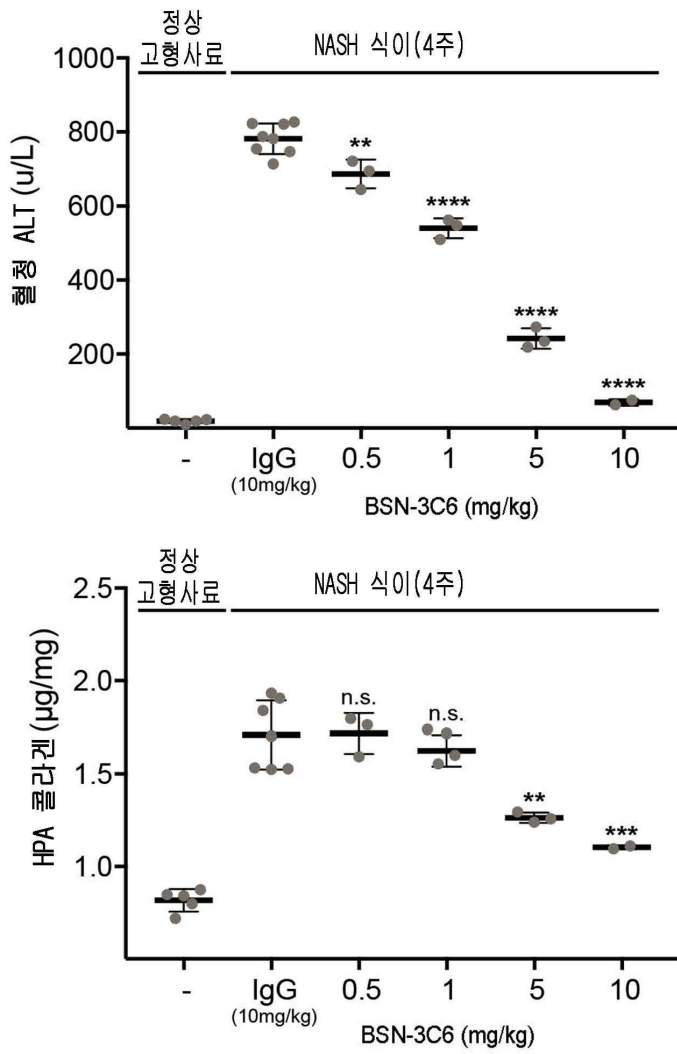 정상
고형사료
NASH 식이(4주)
1000
800
600
400
200
혈청 ALT (u/L)
**
****
****
****
-
IgG
(10mg/kg)
0.5
1
5
10
BSN-3C6 (mg/kg)
정상
고형사료
NASH 식이(4주)
2.5
2.0
1.5
1.0
HPA 콜라겐(µg/mg)
n.s.
n.s.
**
***
-
IgG
(10mg/kg)
0.5
1
5
10
BSN-3C6 (mg/kg)